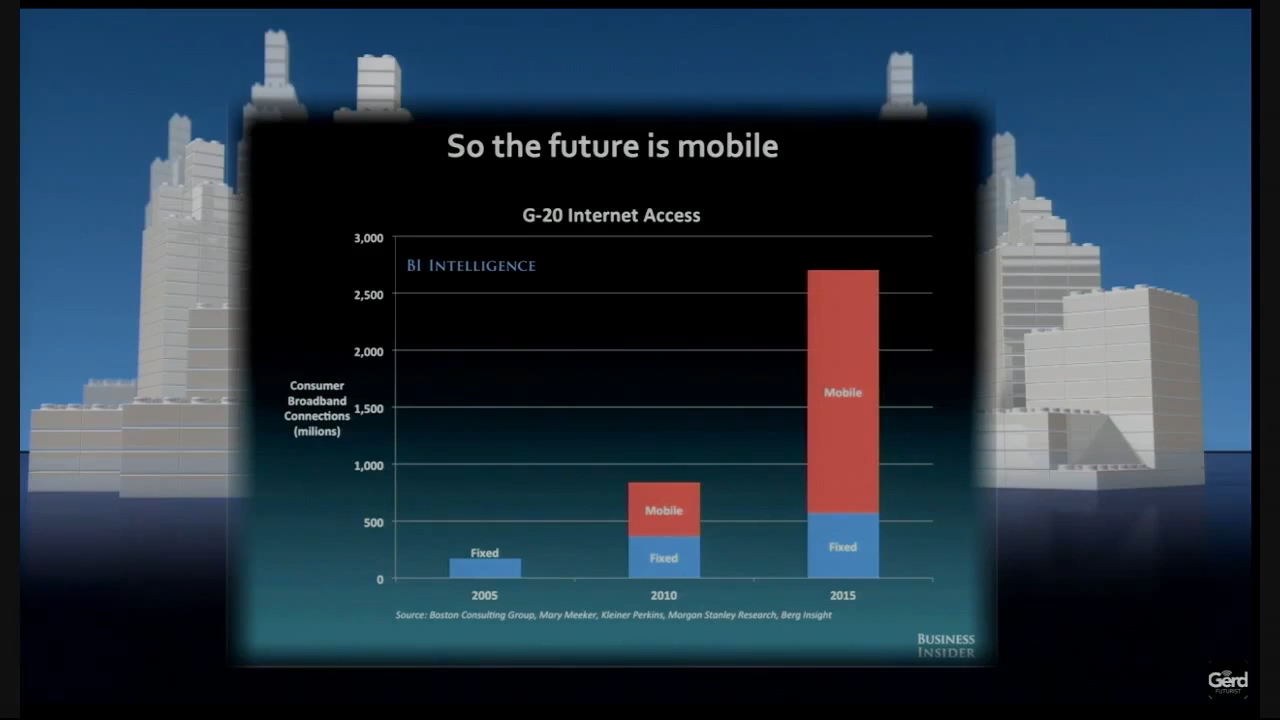 So the future is mobile
G-20 Internet Access
3,000
BI INTELLIGENCE
2,500
2,000
Consumer
Broadband
Connections
(milions)
1,500
1,000
500
0
Mobile
Mobile
Fixed
Fixed
Fixed
2005
2010
2015
Source: Boston Consulting Group, Mary Meeker, Kleiner Perkins, Morgan Stanley Research, Berg Insight
BUSINESS
INSIDER
Gerd
FUTURIST